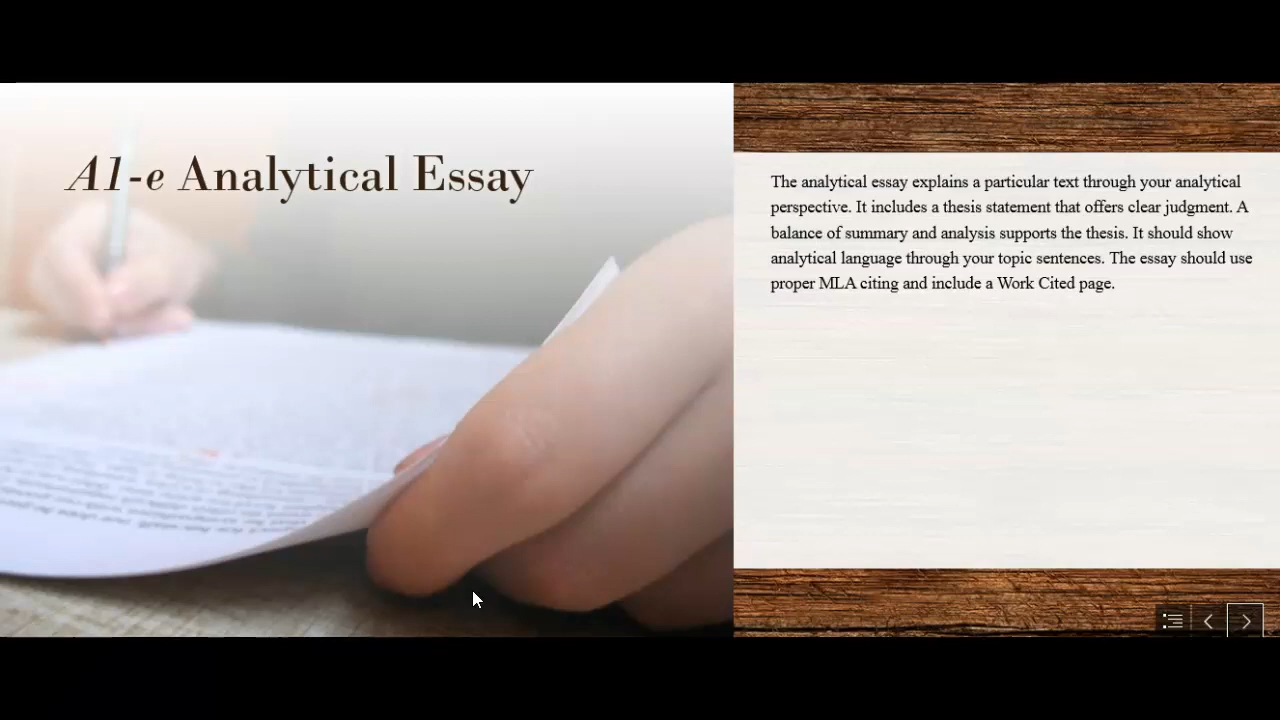 A1-e Analytical Essay
The analytical essay explains a particular text through your analytical
perspective. It includes a thesis statement that offers clear judgment. A
balance of summary and analysis supports the thesis. It should show
analytical language through your topic sentences. The essay should use
proper MLA citing and include a Work Cited page.